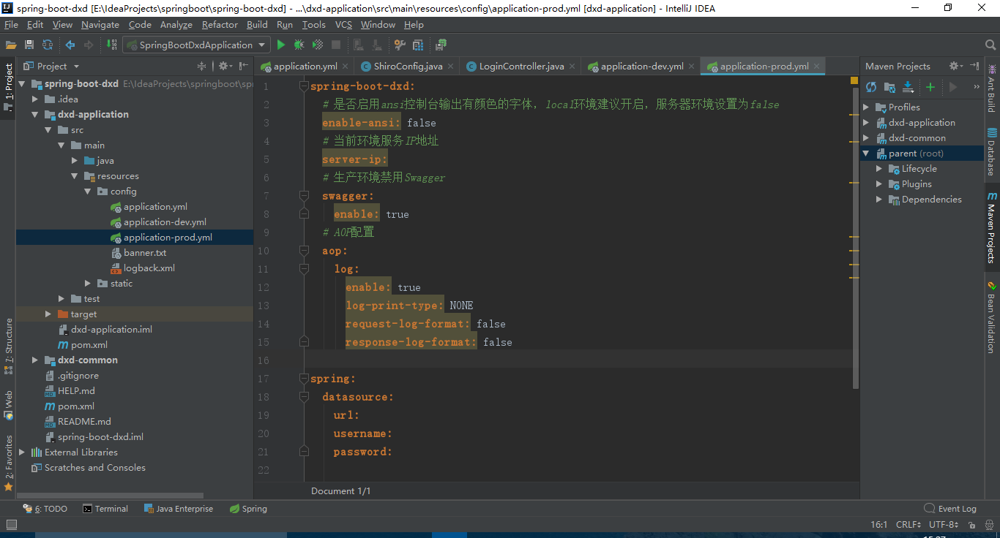 spring-boot-dxd [E:\IdeaProjects\springboot\spring-boot-dxd] - ...\dxd-application\src\main\resources\config\application-prod.yml [dxd-application] - IntelliJ IDEA
File Edit View Navigate Code Analyze Refactor Build Run Tools VCS Window Help
SpringBootDxdApplication
Project
application.yml
ShiroConfig.java
LoginController.java
application-dev.yml
application-prod.yml
Maven Projects
1: Project
7: Structure
Web
2: Favorites
spring-boot-dxd E:\IdeaProjects\springboot\sp
.idea
dxd-application
src
main
java
resources
config
application.yml
application-dev.yml
application-prod.yml
banner.txt
logback.xml
static
test
target
dxd-application.iml
pom.xml
dxd-common
.gitignore
HELP.md
pom.xml
README.md
spring-boot-dxd.iml
External Libraries
Scratches and Consoles
1 spring-boot-dxd:
2 # 是否启用ansi控制台输出有颜色的字体，local环境建议开启，服务器环境设置为false
3 enable-ansi: false
4 # 当前环境服务IP地址
5 server-ip:
6 # 生产环境禁用Swagger
7 swagger:
8 enable: true
9 # AOP配置
10 aop:
11 log:
12 enable: true
13 log-print-type: NONE
14 request-log-format: false
15 response-log-format: false
16
17 spring:
18 datasource:
19 url:
20 username:
21 password:
22
Document 1/1
Profiles
dxd-application
dxd-common
parent (root)
Lifecycle
Plugins
Dependencies
Ant Build
Database
Maven Projects
Bean Validation
6: TODO
Terminal
Java Enterprise
Spring
Event Log
16:1 CRLF UTF-8